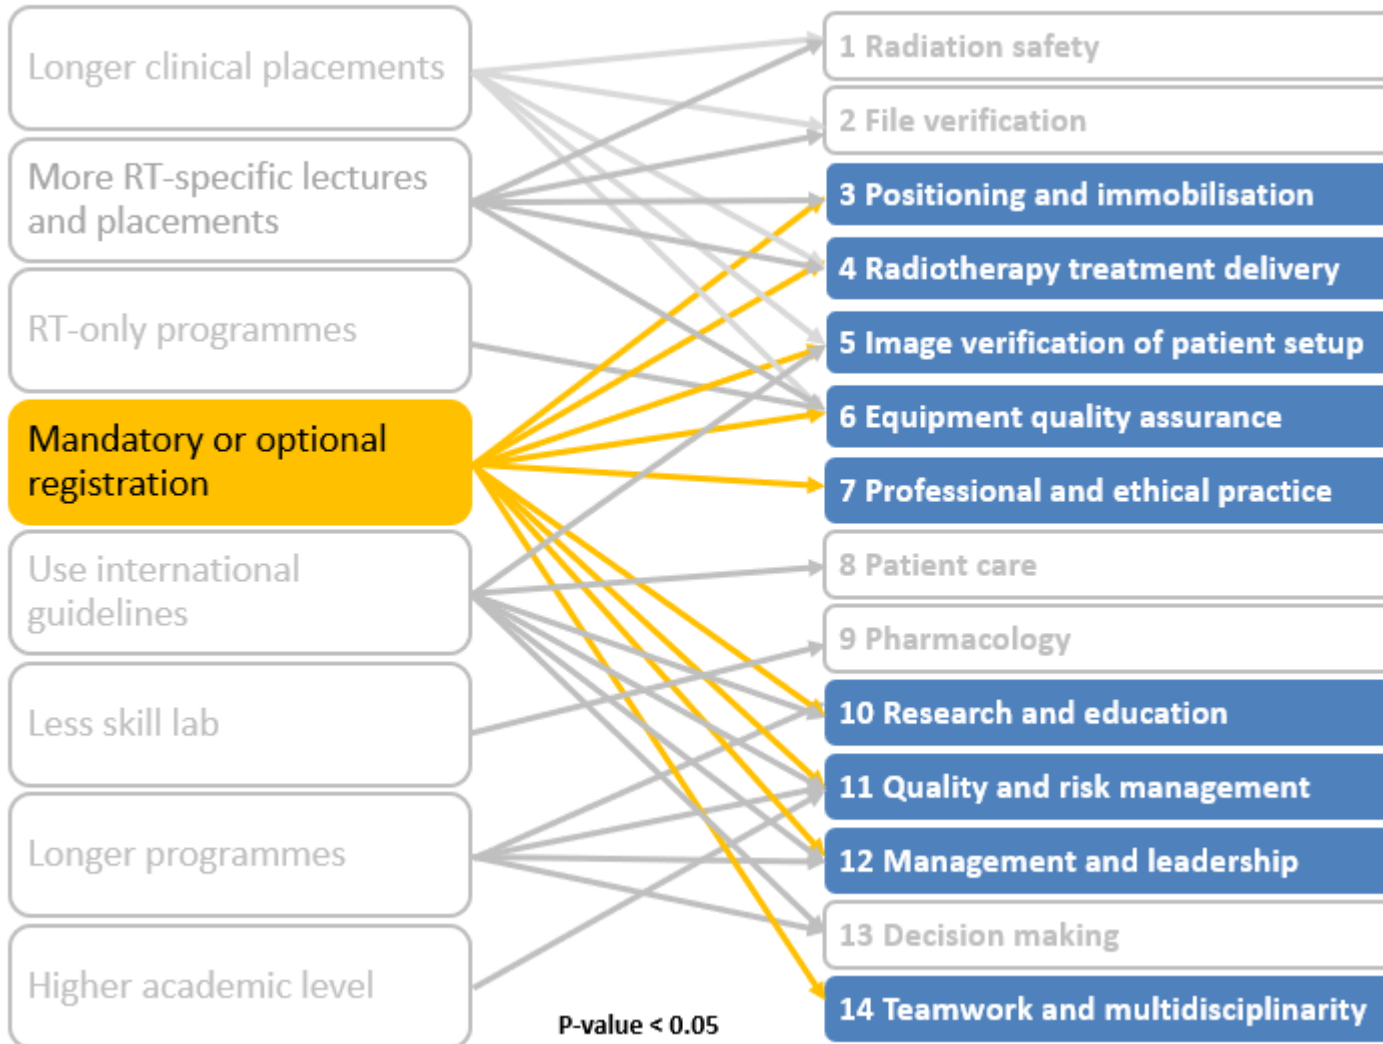 Longer clinical placements
More RT-specific lectures
and placements
RT-only programmes
Mandatory or optional
registration
Use international
guidelines
Less skill lab
Longer programmes
Higher academic level
1 Radiation safety
2 File verification
3 Positioning and immobilisation
4 Radiotherapy treatment delivery
5 Image verification of patient setup
6 Equipment quality assurance
7 Professional and ethical practice
8 Patient care
9 Pharmacology
10 Research and education
11 Quality and risk management
12 Management and leadership
13 Decision making
14 Teamwork and multidisciplinarity
P-value < 0.05